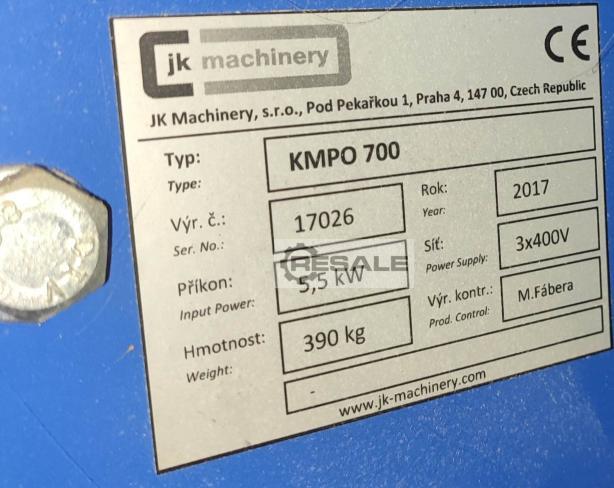 jk machinery
CE
JK Machinery, s.r.o., Pod Pekařkou 1, Praha 4, 147 00, Czech Republic
Typ:
Type:
KMPO 700
Výr. č.:
Ser. No.:
17026
Rok:
Year:
2017
Příkon:
Input Power:
5,5 kW
Síť:
Power Supply:
3x400V
Hmotnost:
Weight:
390 kg
Výr. kontr.:
Prod. Control:
M.Fábera
-
www.jk-machinery.com
RESALE